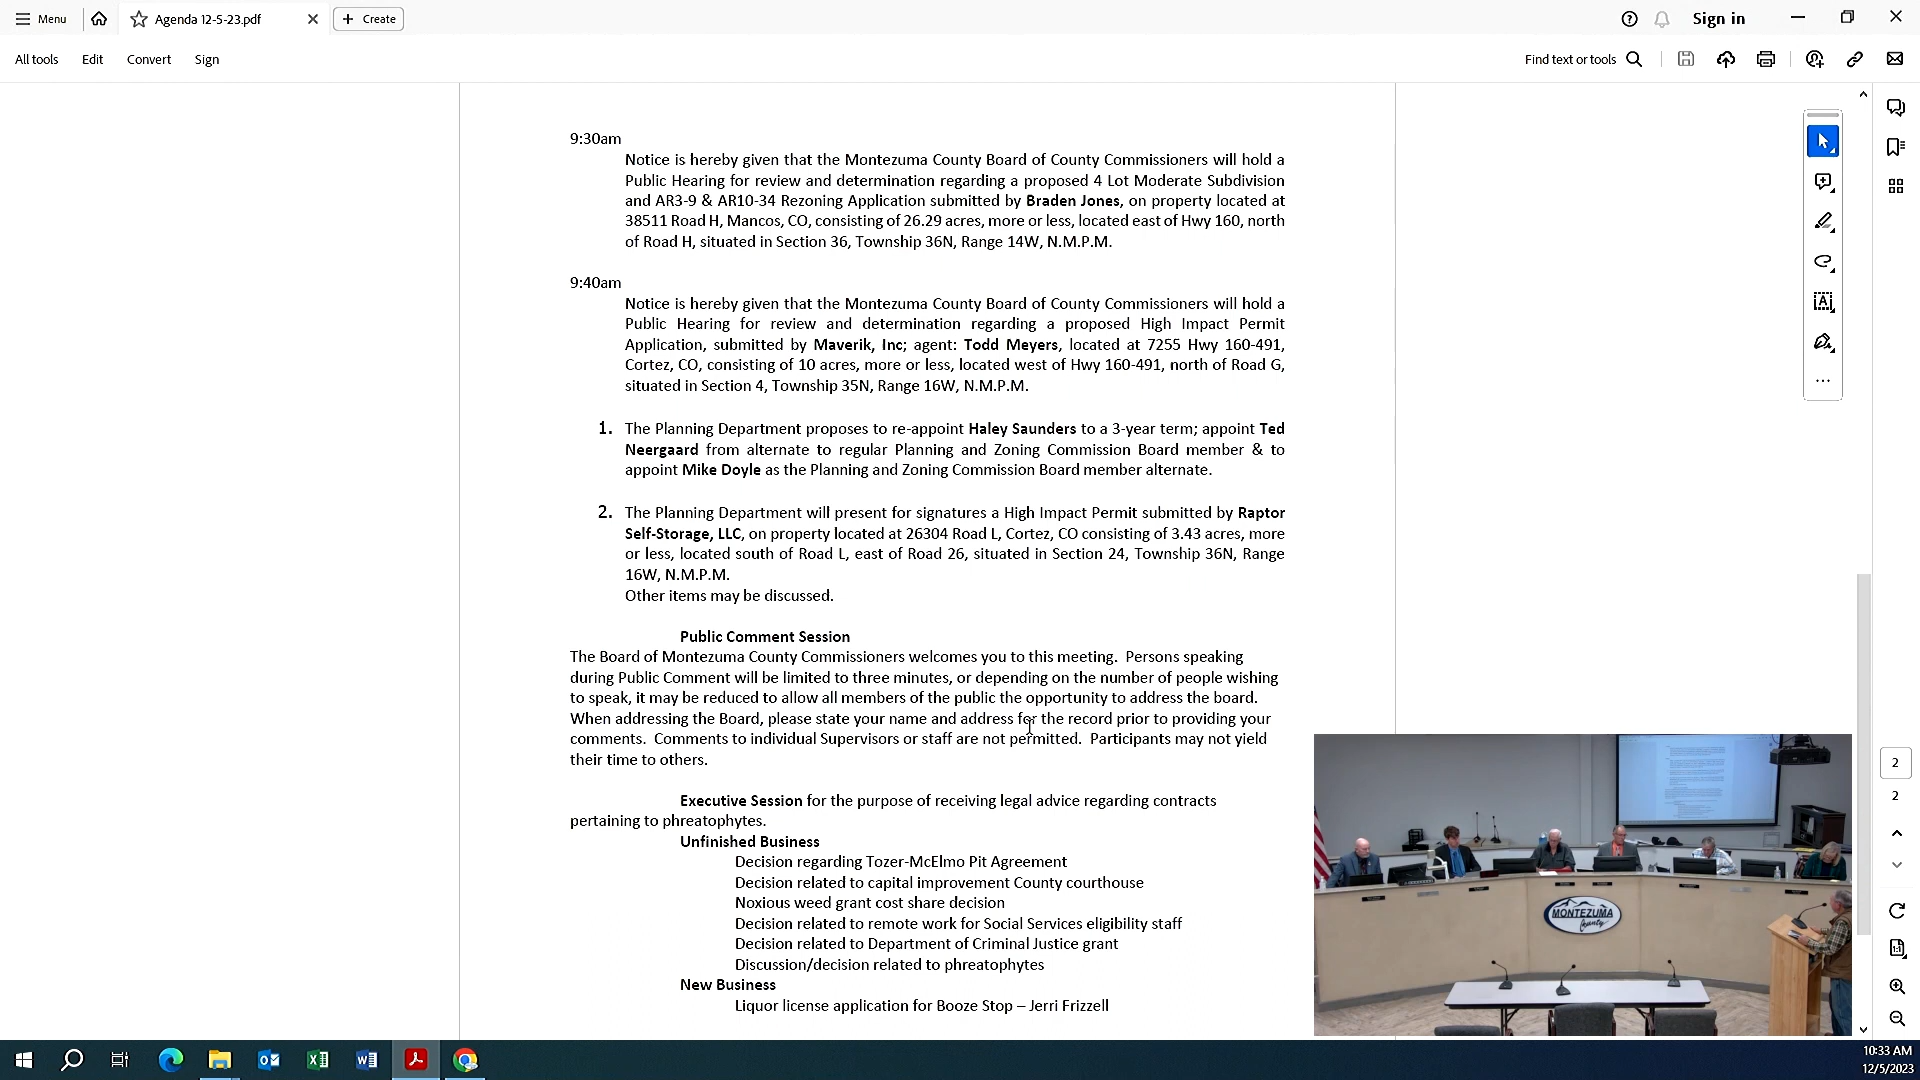 Menu
Agenda 12-5-23.pdf
Create
Sign in
All tools
Edit
Convert
Sign
Find text or tools
9:30am
Notice is hereby given that the Montezuma County Board of County Commissioners will hold a
Public Hearing for review and determination regarding a proposed 4 Lot Moderate Subdivision
and AR3-9 & AR10-34 Rezoning Application submitted by Braden Jones, on property located at
38511 Road H, Mancos, CO, consisting of 26.29 acres, more or less, located east of Hwy 160, north
of Road H, situated in Section 36, Township 36N, Range 14W, N.M.P.M.
9:40am
Notice is hereby given that the Montezuma County Board of County Commissioners will hold a
Public Hearing for review and determination regarding a proposed High Impact Permit
Application, submitted by Maverik, Inc; agent: Todd Meyers, located at 7255 Hwy 160-491,
Cortez, CO, consisting of 10 acres, more or less, located west of Hwy 160-491, north of Road G,
situated in Section 4, Township 35N, Range 16W, N.M.P.M.
1. The Planning Department proposes to re-appoint Haley Saunders to a 3-year term; appoint Ted
Neergaard from alternate to regular Planning and Zoning Commission Board member & to
appoint Mike Doyle as the Planning and Zoning Commission Board member alternate.
2. The Planning Department will present for signatures a High Impact Permit submitted by Raptor
Self-Storage, LLC, on property located at 26304 Road L, Cortez, CO consisting of 3.43 acres, more
or less, located south of Road L, east of Road 26, situated in Section 24, Township 36N, Range
16W, N.M.P.M.
Other items may be discussed.
Public Comment Session
The Board of Montezuma County Commissioners welcomes you to this meeting. Persons speaking
during Public Comment will be limited to three minutes, or depending on the number of people wishing
to speak, it may be reduced to allow all members of the public the opportunity to address the board.
When addressing the Board, please state your name and address for the record prior to providing your
comments. Comments to individual Supervisors or staff are not permitted. Participants may not yield
their time to others.
Executive Session for the purpose of receiving legal advice regarding contracts
pertaining to phreatophytes.
Unfinished Business
Decision regarding Tozer-McElmo Pit Agreement
Decision related to capital improvement County courthouse
Noxious weed grant cost share decision
Decision related to remote work for Social Services eligibility staff
Decision related to Department of Criminal Justice grant
Discussion/decision related to phreatophytes
New Business
Liquor license application for Booze Stop – Jerri Frizzell
MONTEZUMA
County
2
2
10:33 AM
12/5/2023